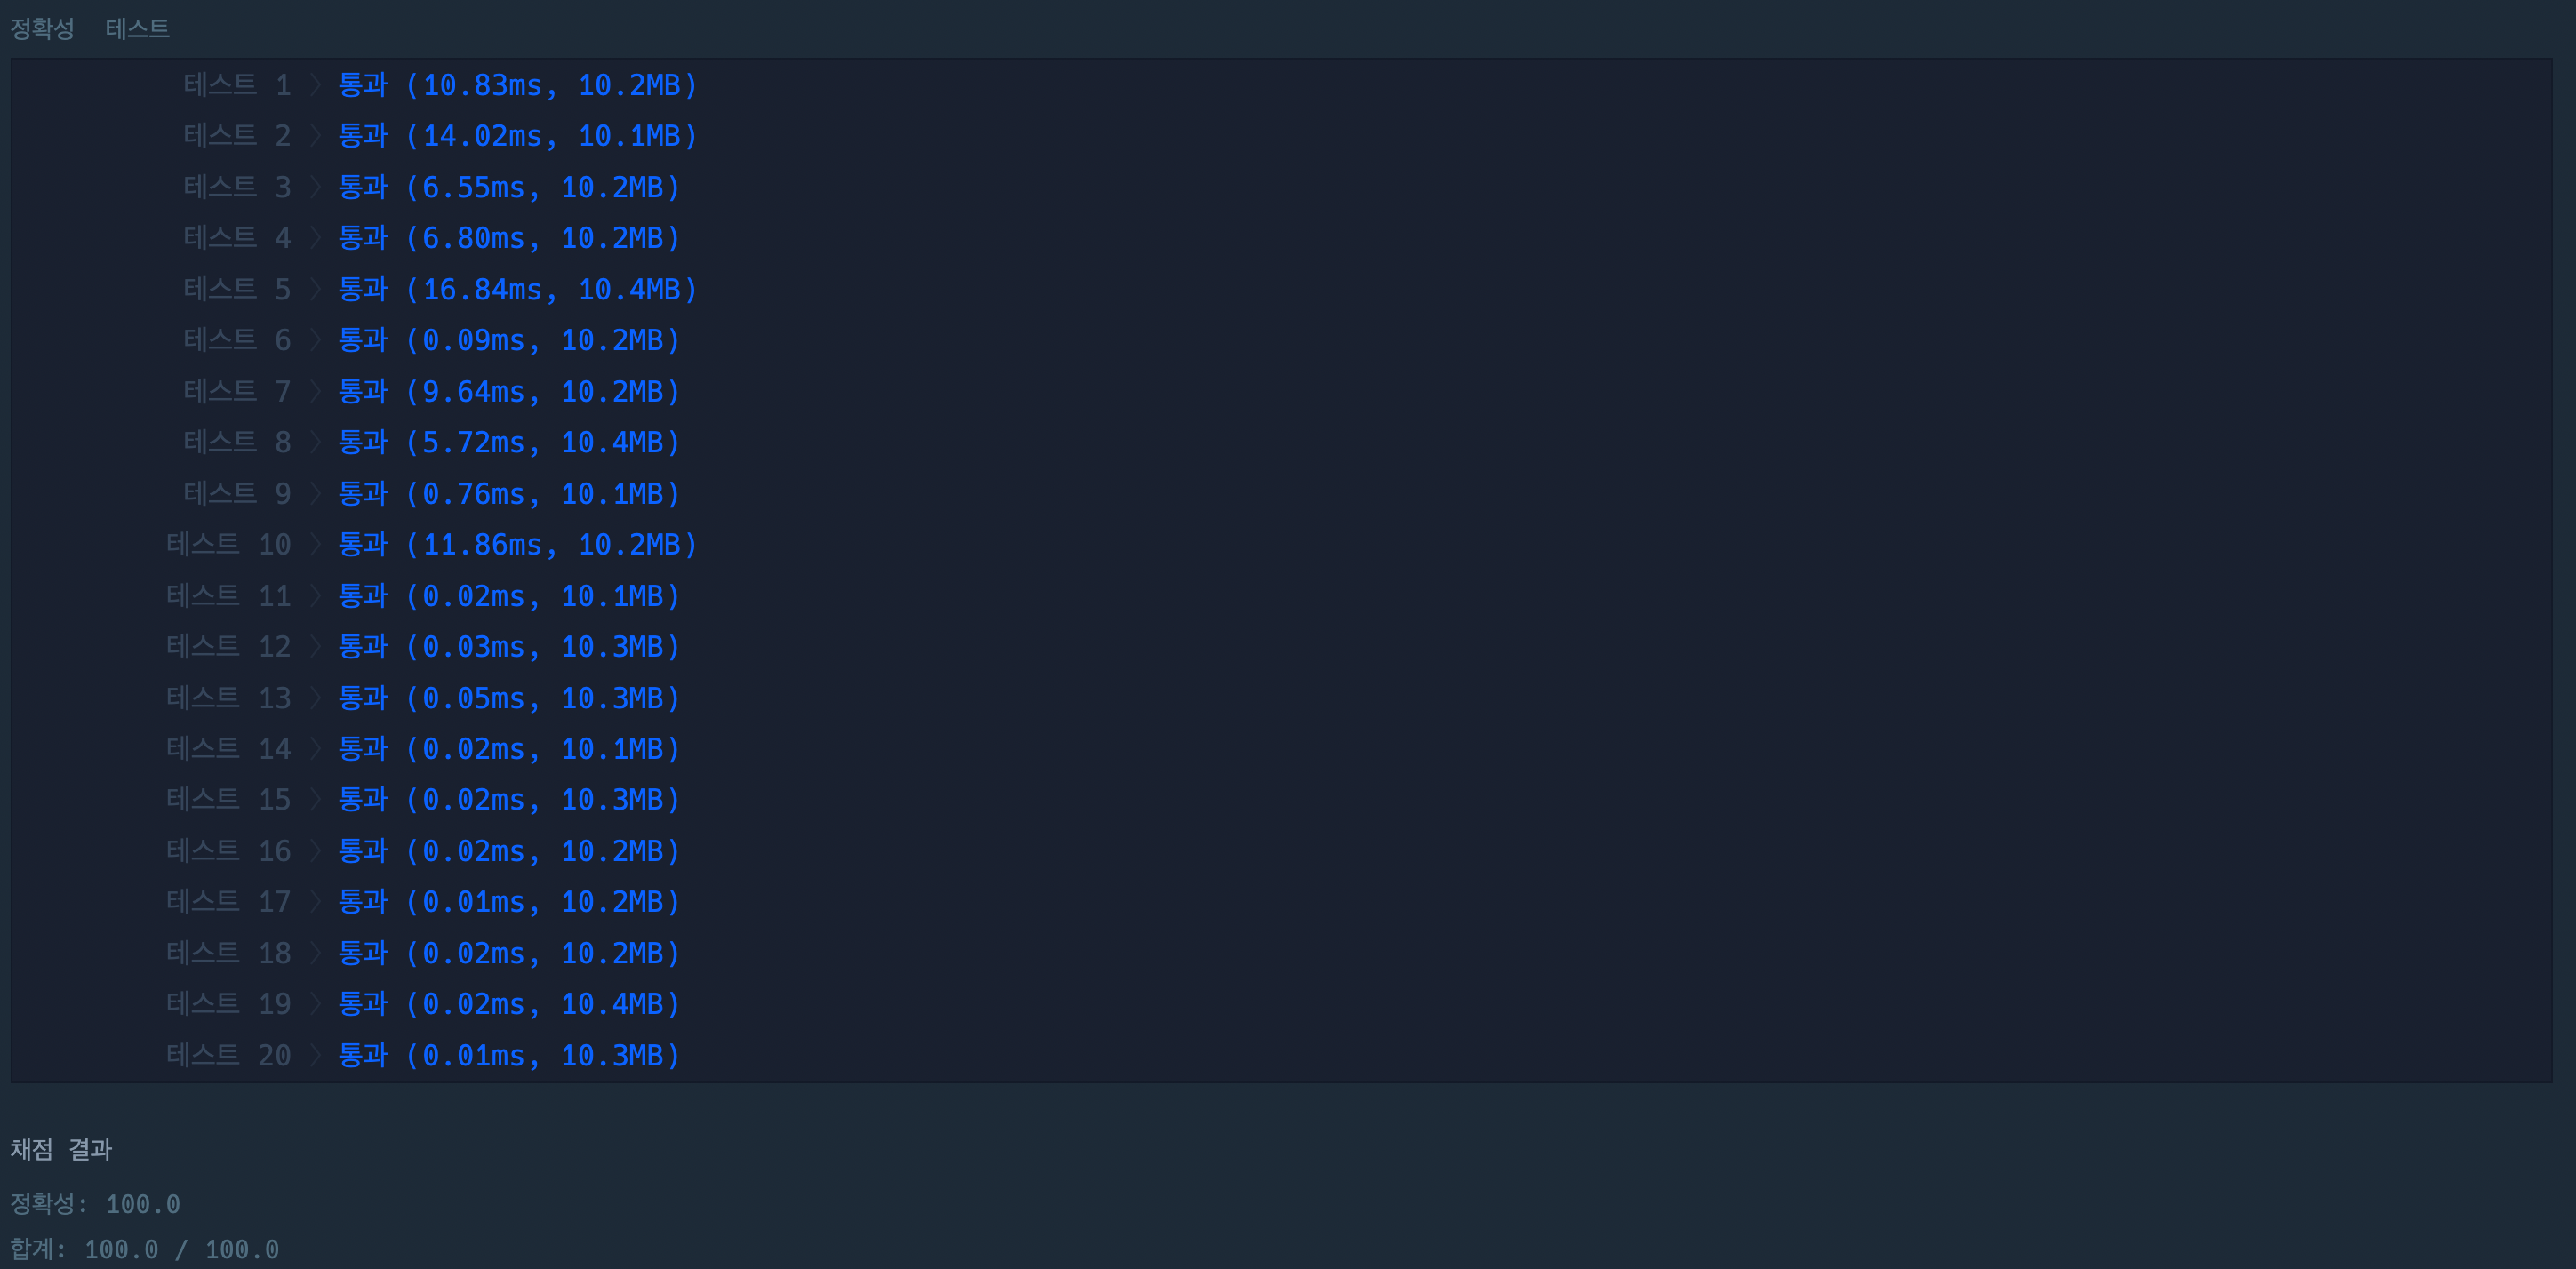 정확성 테스트
테스트 1 〉 통과 (10.83ms, 10.2MB)
테스트 2 〉 통과 (14.02ms, 10.1MB)
테스트 3 〉 통과 (6.55ms, 10.2MB)
테스트 4 〉 통과 (6.80ms, 10.2MB)
테스트 5 〉 통과 (16.84ms, 10.4MB)
테스트 6 〉 통과 (0.09ms, 10.2MB)
테스트 7 〉 통과 (9.64ms, 10.2MB)
테스트 8 〉 통과 (5.72ms, 10.4MB)
테스트 9 〉 통과 (0.76ms, 10.1MB)
테스트 10 〉 통과 (11.86ms, 10.2MB)
테스트 11 〉 통과 (0.02ms, 10.1MB)
테스트 12 〉 통과 (0.03ms, 10.3MB)
테스트 13 〉 통과 (0.05ms, 10.3MB)
테스트 14 〉 통과 (0.02ms, 10.1MB)
테스트 15 〉 통과 (0.02ms, 10.3MB)
테스트 16 〉 통과 (0.02ms, 10.2MB)
테스트 17 〉 통과 (0.01ms, 10.2MB)
테스트 18 〉 통과 (0.02ms, 10.2MB)
테스트 19 〉 통과 (0.02ms, 10.4MB)
테스트 20 〉 통과 (0.01ms, 10.3MB)
채점 결과
정확성: 100.0
합계: 100.0 / 100.0